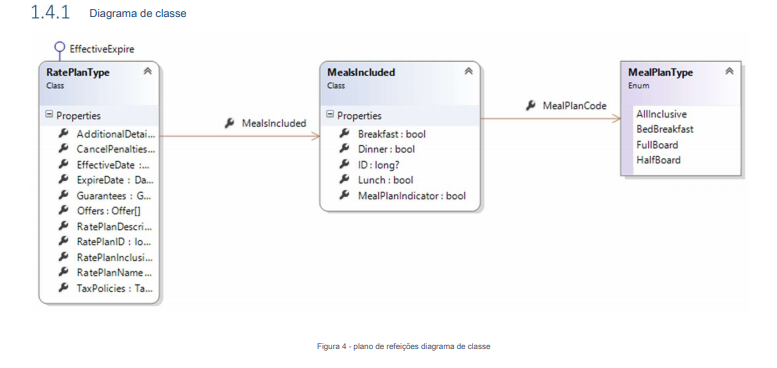 1.4.1 Diagrama de classe
EffectiveExpire
RatePlanType
Class
Properties
AdditionalDetai...
CancelPenalties...
EffectiveDate :...
ExpireDate : Da...
Guarantees : G...
Offers : Offer[]
RatePlanDescri...
RatePlanID : lo...
RatePlanInclusi...
RatePlanName...
TaxPolicies : Ta...
MealsIncluded
MealsIncluded
Class
Properties
Breakfast : bool
Dinner : bool
ID : long?
Lunch : bool
MealPlanIndicator : bool
MealPlanCode
MealPlanType
Enum
AllInclusive
BedBreakfast
FullBoard
HalfBoard
Figura 4 - plano de refeições diagrama de classe